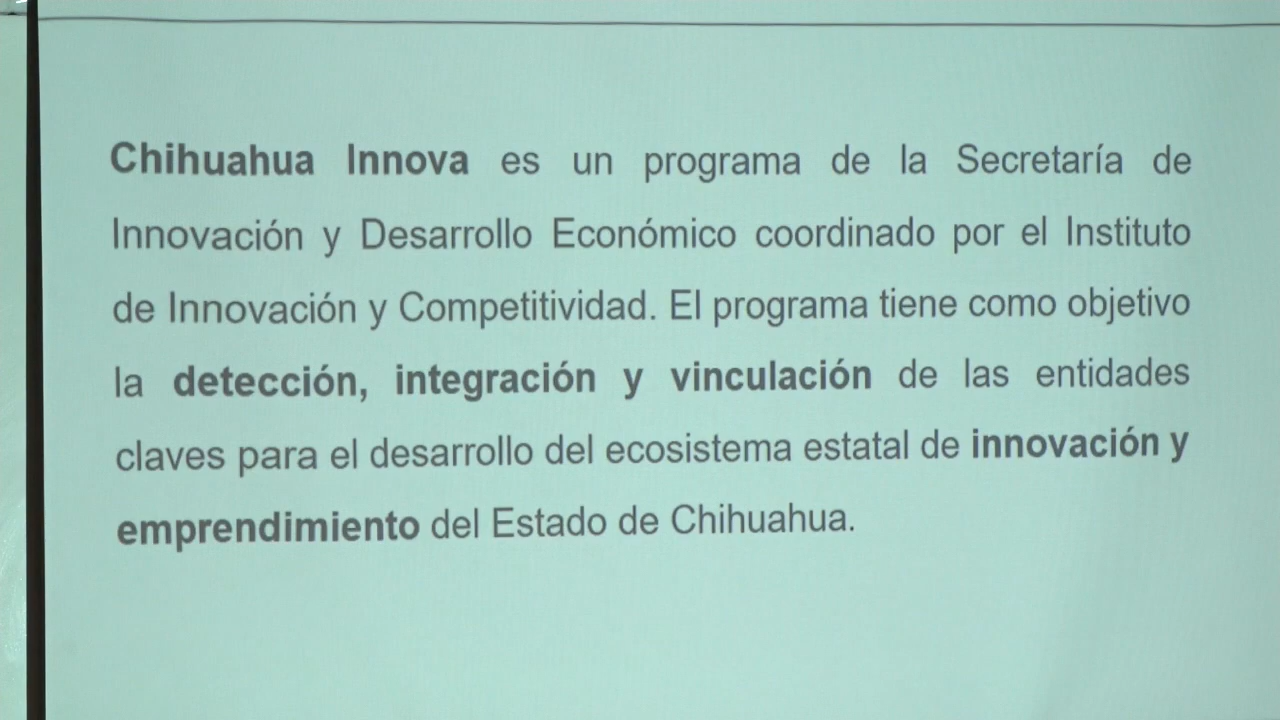 Chihuahua Innova es un programa de la Secretaría de
Innovación y Desarrollo Económico coordinado por el Instituto
de Innovación y Competitividad. El programa tiene como objetivo
la detección, integración y vinculación de las entidades
claves para el desarrollo del ecosistema estatal de innovación y
emprendimiento del Estado de Chihuahua.